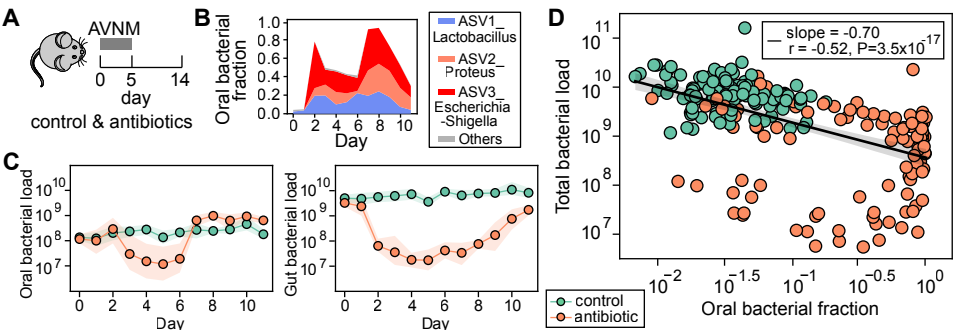 A
AVNM
0 5 14
day
control & antibiotics
B
Oral bacterial
fraction
1.0
0.8
0.6
0.4
0.2
0.0
0 2 4 6 8 10
Day
ASV1_
Lactobacillus
ASV2_
Proteus
ASV3_
Escherichia
-Shigella
Others
C
Oral bacterial load
10^10
10^9
10^8
10^7
0 2 4 6 8 10
Day
Gut bacterial load
10^10
10^9
10^8
10^7
0 2 4 6 8 10
Day
control
antibiotic
D
Total bacterial load
10^11
10^10
10^9
10^8
10^7
10^-2 10^-1.5 10^-1 10^-0.5 10^0
Oral bacterial fraction
slope = -0.70
r = -0.52, P=3.5x10^-17